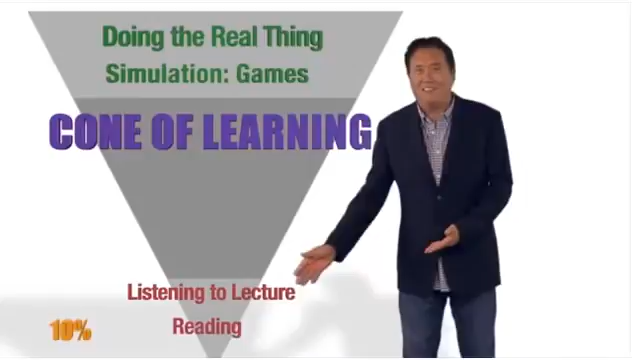 Doing the Real Thing
Simulation: Games
CONE OF LEARNING
Listening to Lecture
Reading
10%